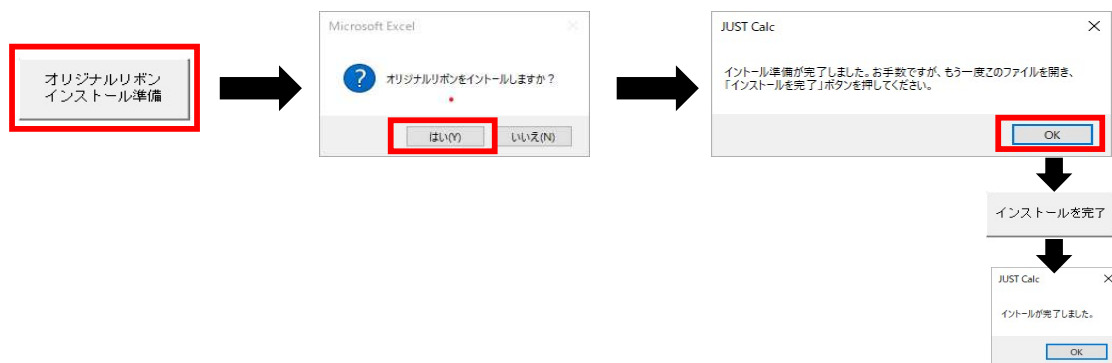 オリジナルリボン
インストール準備
Microsoft Excel
オリジナルリボンをイントールしますか？
はい(Y)
いいえ(N)
JUST Calc
イントール準備が完了しました。お手数ですが、もう一度このファイルを開き、
「インストールを完了」ボタンを押してください。
OK
インストールを完了
JUST Calc
イントールが完了しました。
OK